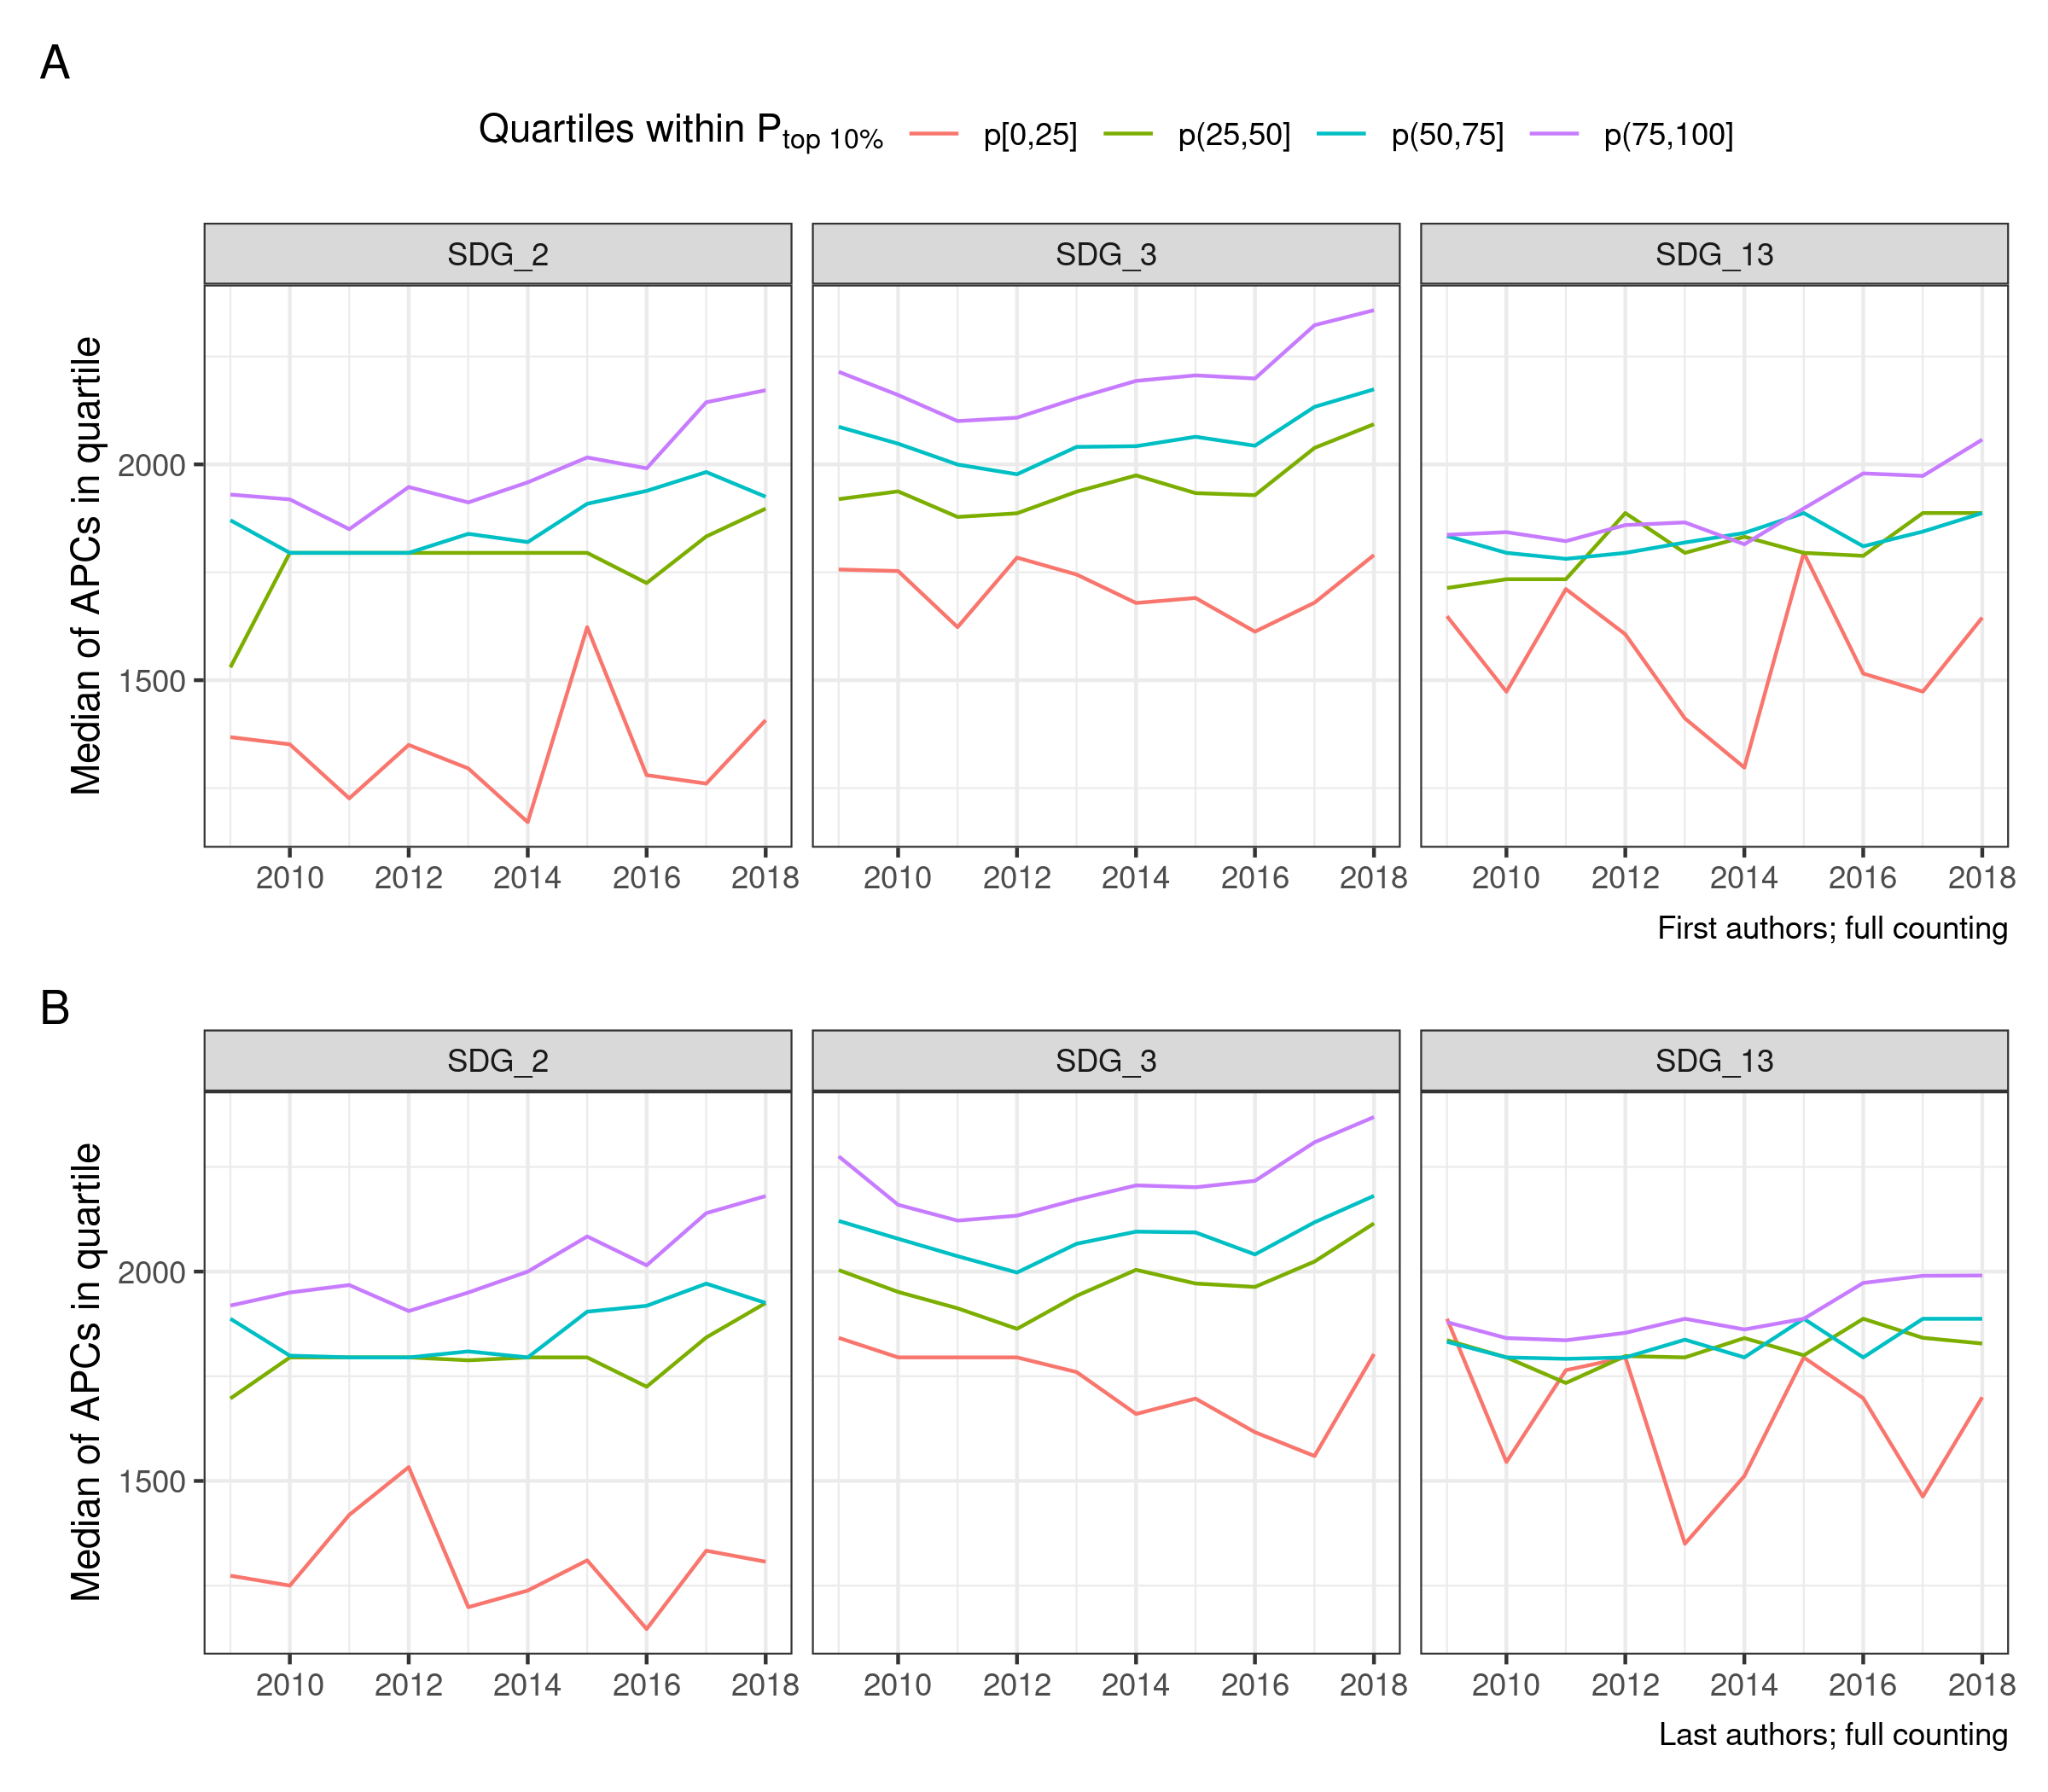 A
Quartiles within P top 10% p[0,25] p(25,50] p(50,75] p(75,100]
SDG_2 SDG_3 SDG_13
Median of APCs in quartile
2000
1500
2010 2012 2014 2016 2018 2010 2012 2014 2016 2018 2010 2012 2014 2016 2018
First authors; full counting
B
SDG_2 SDG_3 SDG_13
Median of APCs in quartile
2000
1500
2010 2012 2014 2016 2018 2010 2012 2014 2016 2018 2010 2012 2014 2016 2018
Last authors; full counting